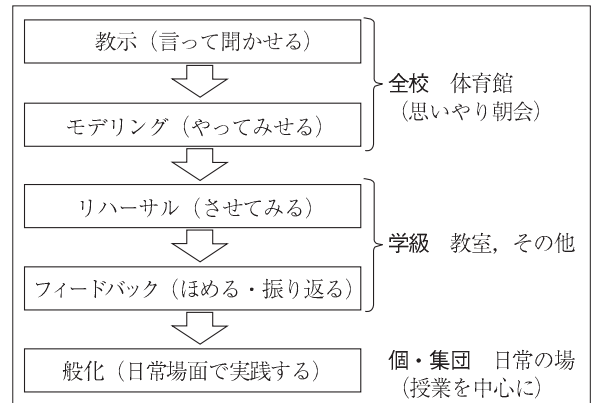 教示（言って聞かせる）
モデリング（やってみせる）
全校　体育館
（思いやり朝会）
リハーサル（させてみる）
フィードバック（ほめる・振り返る）
学級　教室，その他
般化（日常場面で実践する）
個・集団　日常の場
（授業を中心に）